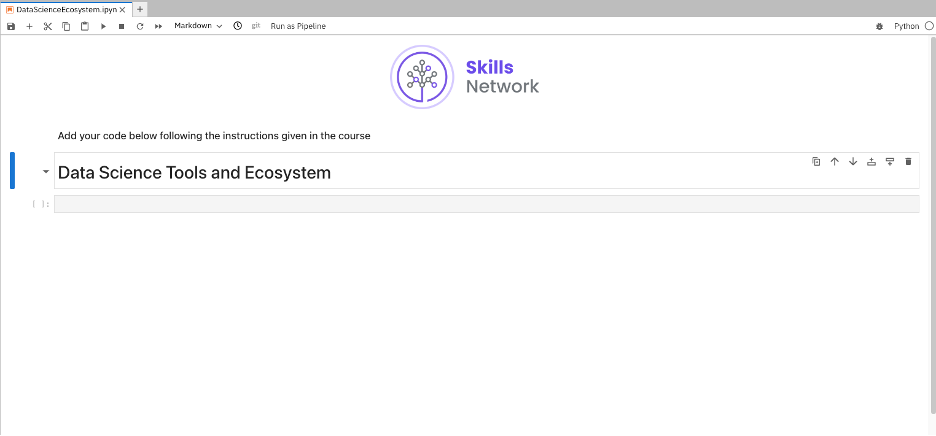 DataScienceEcosystem.ipyn
Markdown
git
Run as Pipeline
Python
Skills
Network
Add your code below following the instructions given in the course
Data Science Tools and Ecosystem
[ ]: